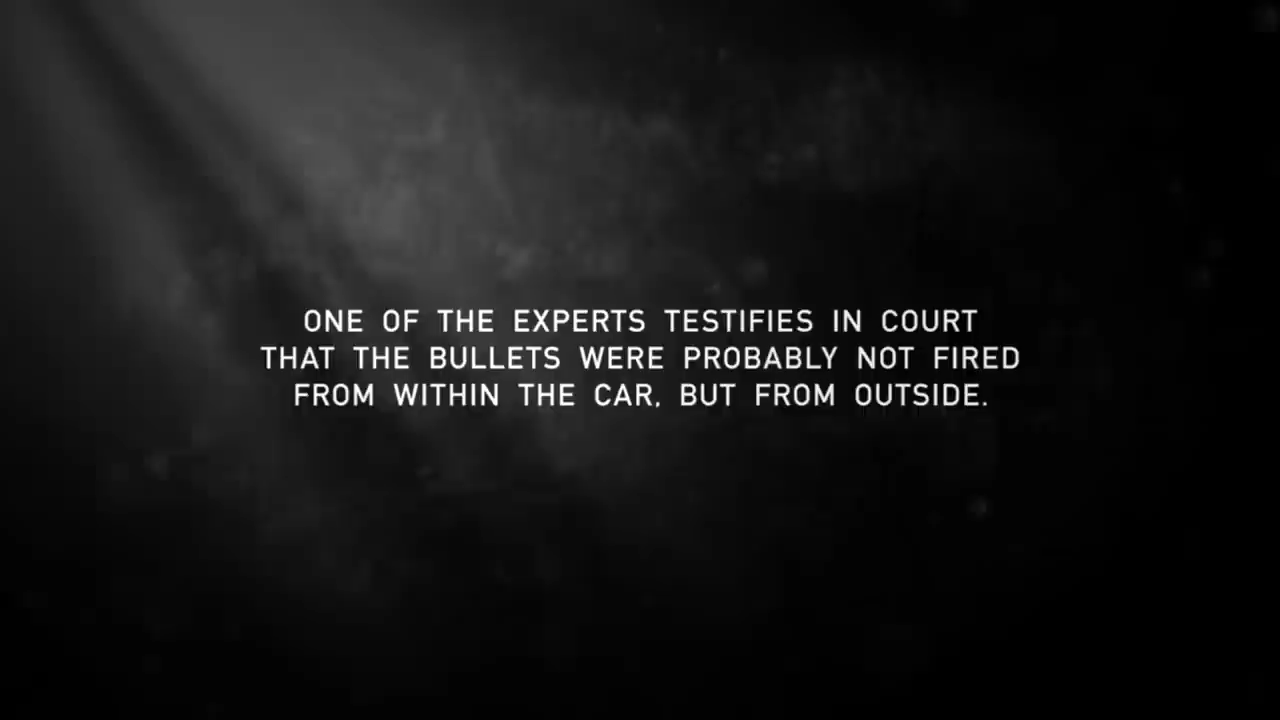 ONE OF THE EXPERTS TESTIFIES IN COURT
THAT THE BULLETS WERE PROBABLY NOT FIRED
FROM WITHIN THE CAR, BUT FROM OUTSIDE.